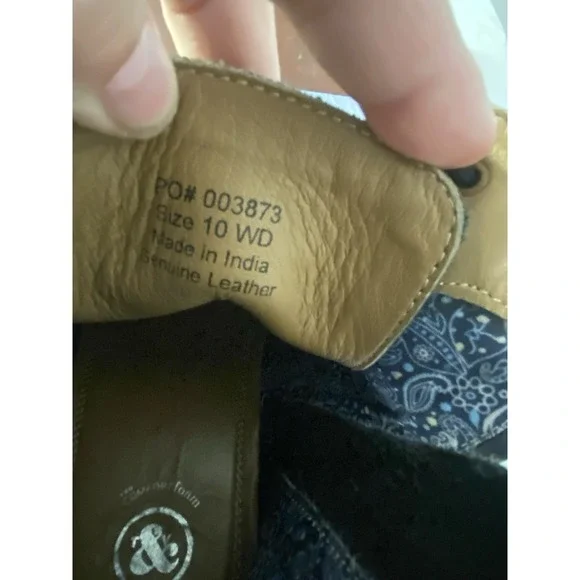 PO# 003873
Size 10 WD
Made in India
Genuine Leather
&